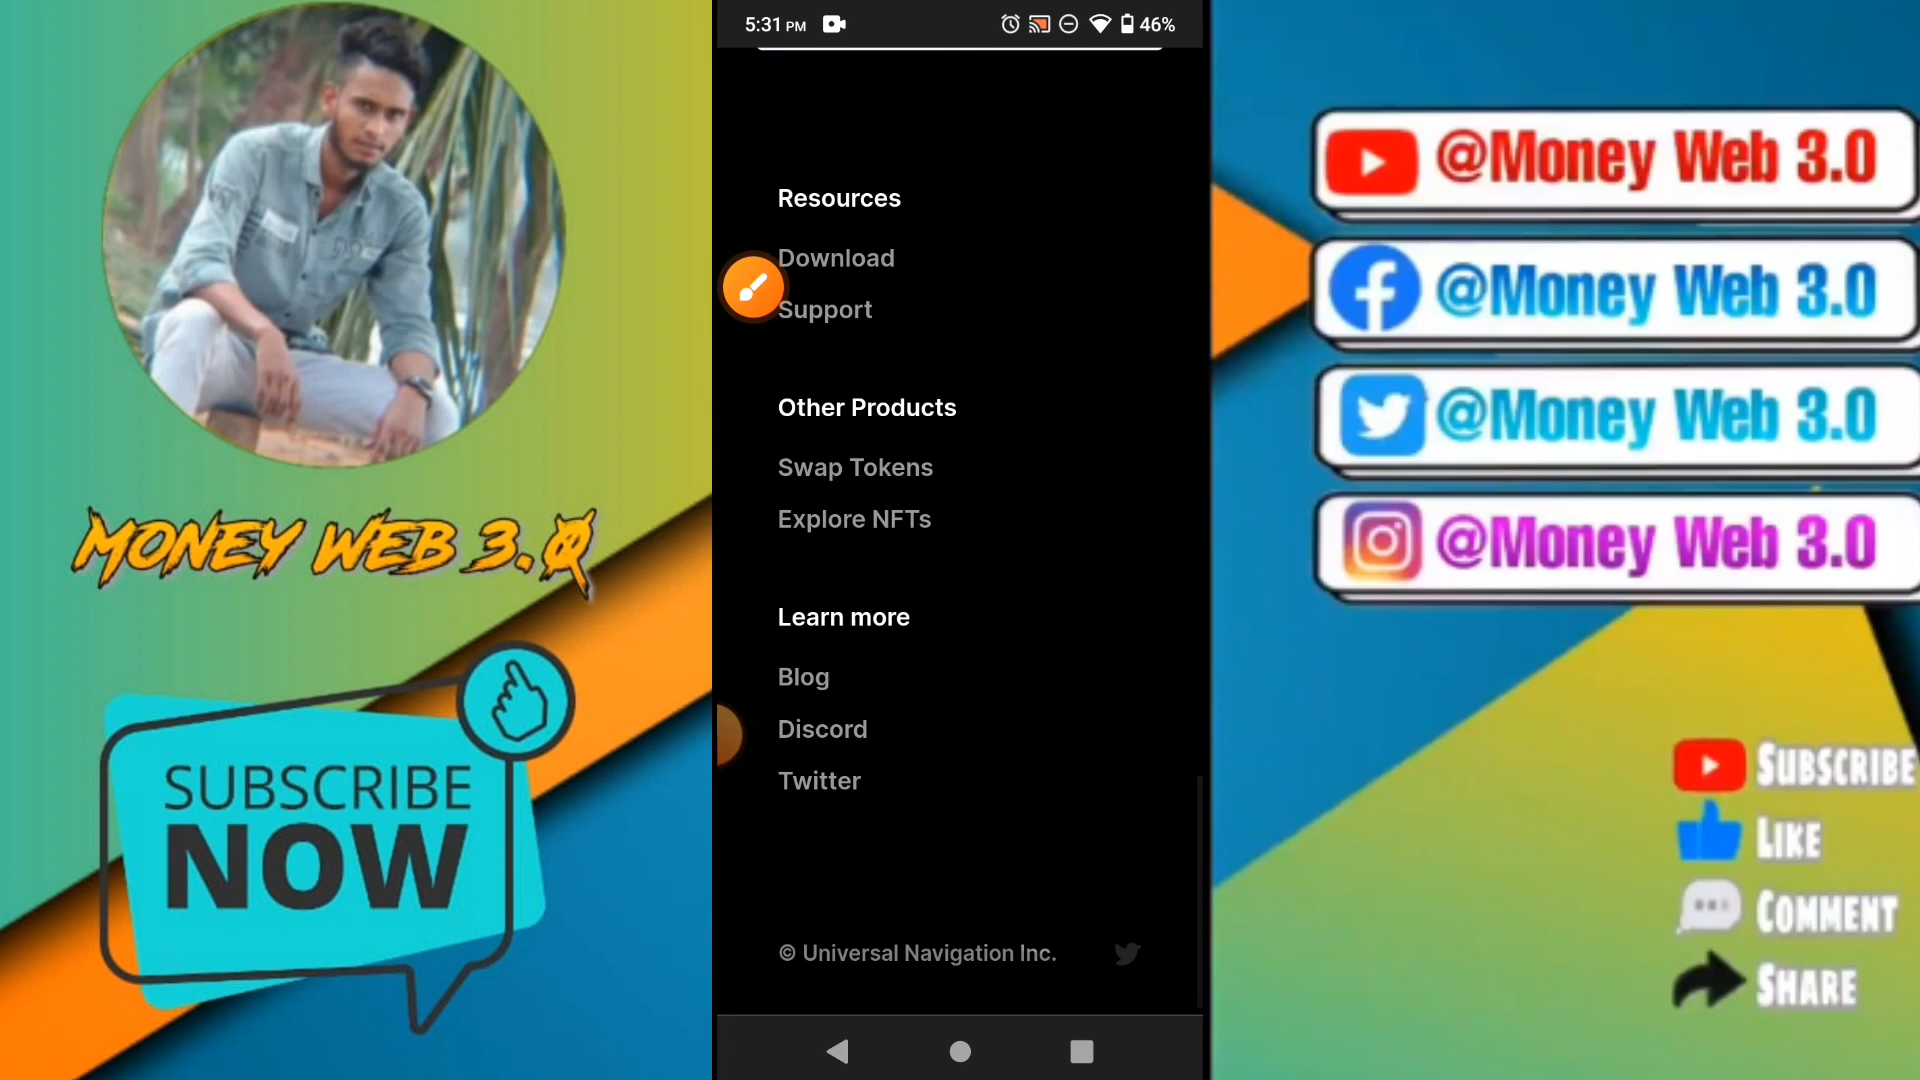 MONEY WEB 3.0
SUBSCRIBE
NOW
5:31 PM
46%
Resources
Download
Support
Other Products
Swap Tokens
Explore NFTs
Learn more
Blog
Discord
Twitter
© Universal Navigation Inc.
@Money Web 3.0
@Money Web 3.0
@Money Web 3.0
@Money Web 3.0
SUBSCRIBE
LIKE
COMMENT
SHARE